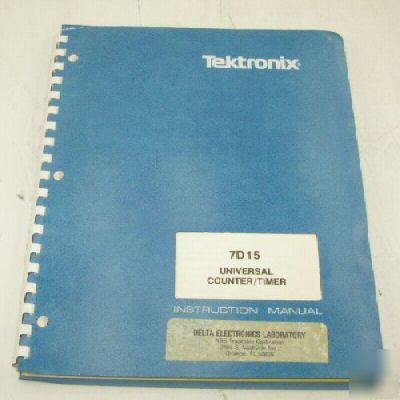 Tektronix
7D15
UNIVERSAL
COUNTER/TIMER
INSTRUCTION MANUAL
DELTA ELECTRONICS LABORATORY